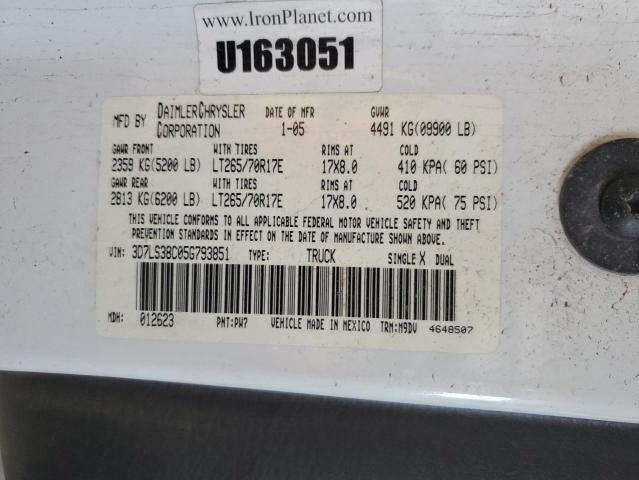 www.IronPlanet.com
U163051
MFD BY DAIMLERCHRYSLER CORPORATION DATE OF MFR 1-05 GVWR 4491 KG(09900 LB)
GAWR FRONT WITH TIRES RIMS AT COLD
2359 KG(5200 LB) LT265/70R17E 17X8.0 410 KPA( 60 PSI)
GAWR REAR WITH TIRES RIMS AT COLD
2813 KG(6200 LB) LT265/70R17E 17X8.0 520 KPA( 75 PSI)
THIS VEHICLE CONFORMS TO ALL APPLICABLE FEDERAL MOTOR VEHICLE SAFETY AND THEFT
PREVENTION STANDARDS IN EFFECT ON THE DATE OF MANUFACTURE SHOWN ABOVE.
VIN: 3D7LS38C05G793851 TYPE: TRUCK SINGLE X DUAL
MDH: 012623 PNT:PW7 VEHICLE MADE IN MEXICO TRM:M9DV 4648507